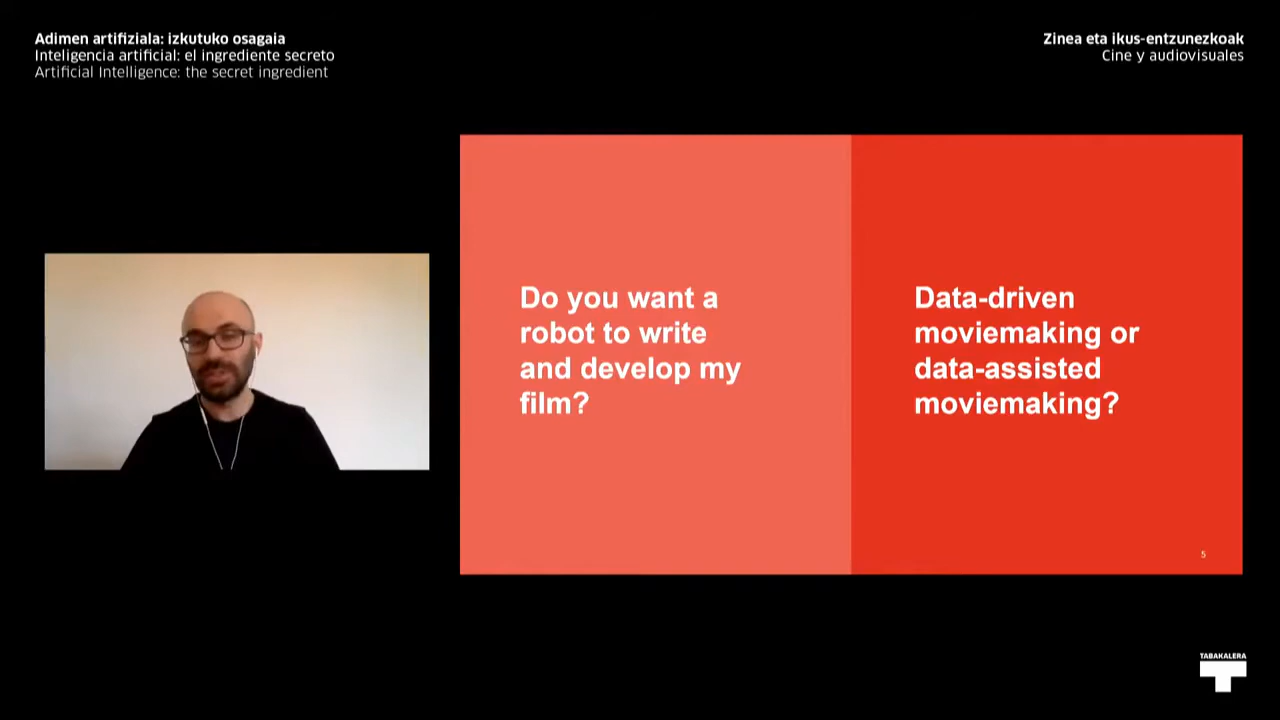 Adimen artifiziala: izkutuko osagaia
Inteligencia artificial: el ingrediente secreto
Artificial Intelligence: the secret ingredient
Zinea eta ikus-entzunezkoak
Cine y audiovisuales
Do you want a
robot to write
and develop my
film?
Data-driven
moviemaking or
data-assisted
moviemaking?
5
TABAKALERA